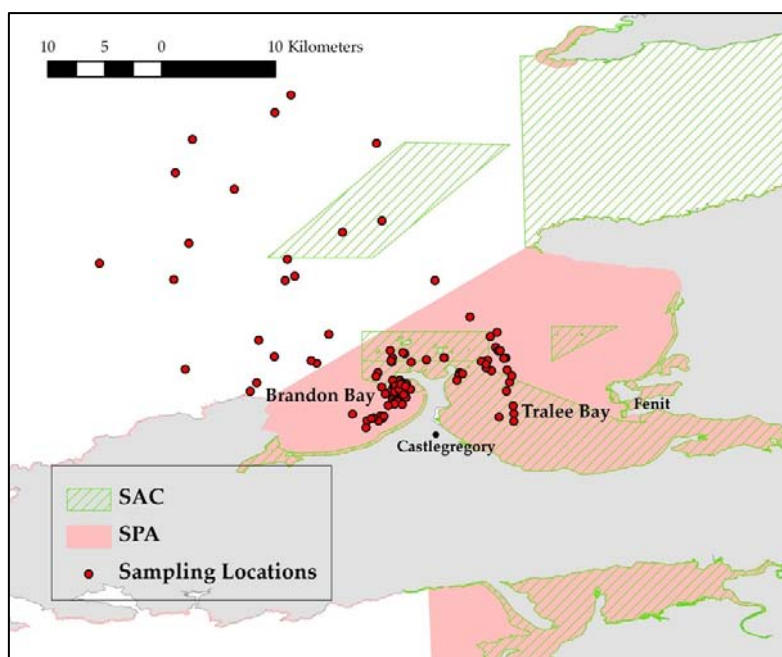 10 5 0 10 Kilometers
Brandon Bay
Tralee Bay
Fenit
Castlegregory
SAC
SPA
Sampling Locations